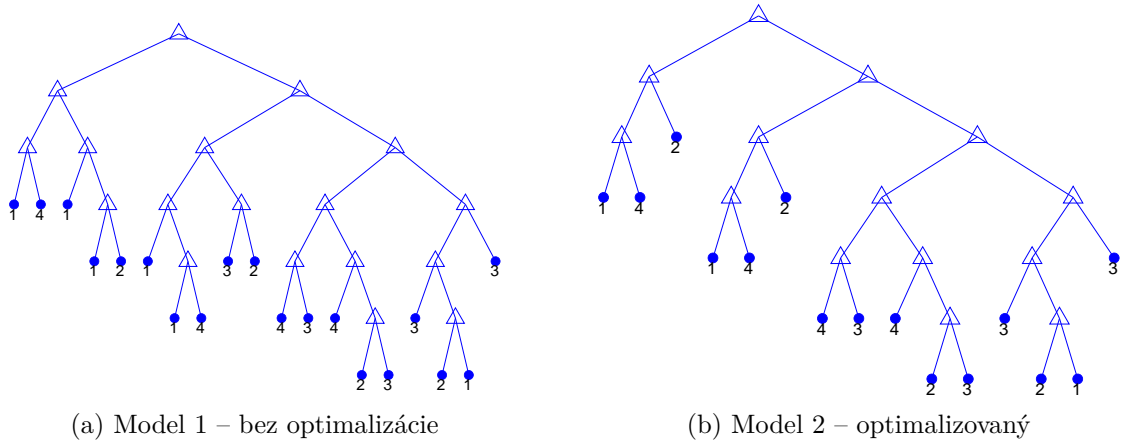 1 4 1 2
1 4 1 1 2 1 3 2 3 1 4 3
1 4 4 3 4 3 4 3 4 3
2 3 2 1 2 3 2 1
(a) Model 1 – bez optimalizácie (b) Model 2 – optimalizovaný